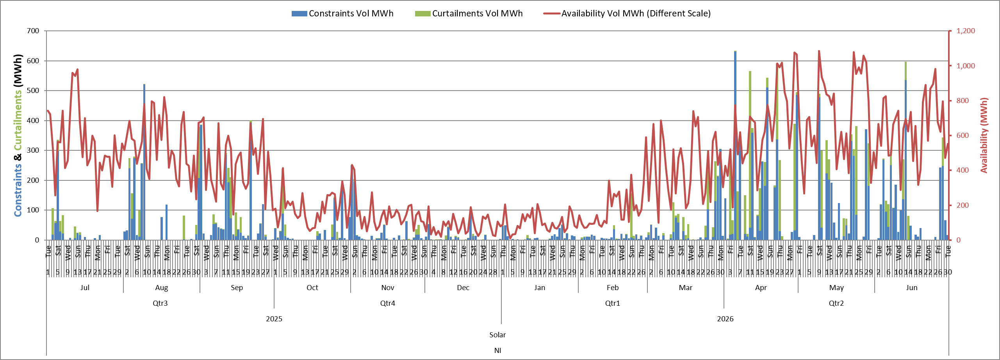 Constraints Vol MWh Curtailments Vol MWh Availability Vol MWh (Different Scale)
Constraints & Curtailments (MWh)
700
600
500
400
300
200
100
0
1,200
1,000
800
600
400
200
0
Availability (MWh)
Tue Sat Wed Sun Thu Mon Fri Tue Sat Wed Sun Thu Mon Fri Tue Sat Wed Sun Thu Mon Fri Tue Sat Wed Sun Thu Mon Fri Tue Sat Wed Sun Thu Mon Fri Tue Sat Wed Sun Thu Mon Fri Tue Sat Wed Sun Thu Mon Fri Tue Sat Wed Sun Thu Mon Fri Tue Sat Wed Sun Thu Mon Fri Tue Sat Wed Sun Thu Mon Fri Tue Sat Wed Sun Thu Mon Fri Tue Sat Wed Sun Thu Mon Fri Tue Sat Wed Sun Thu Mon Fri Tue
1 5 9 13 17 21 25 29 2 6 10 14 18 22 26 30 3 7 11 15 19 23 27 1 5 9 13 17 21 25 29 2 6 10 14 18 22 26 30 4 8 12 16 20 24 28 1 5 9 13 17 21 25 29 2 6 10 14 18 22 26 2 6 10 14 18 22 26 30 3 7 11 15 19 23 27 1 5 9 13 17 21 25 29 2 6 10 14 18 22 26 30
Jul Aug Sep Oct Nov Dec Jan Feb Mar Apr May Jun
Qtr3 Qtr4 Qtr1 Qtr2
2025 2026
Solar
NI